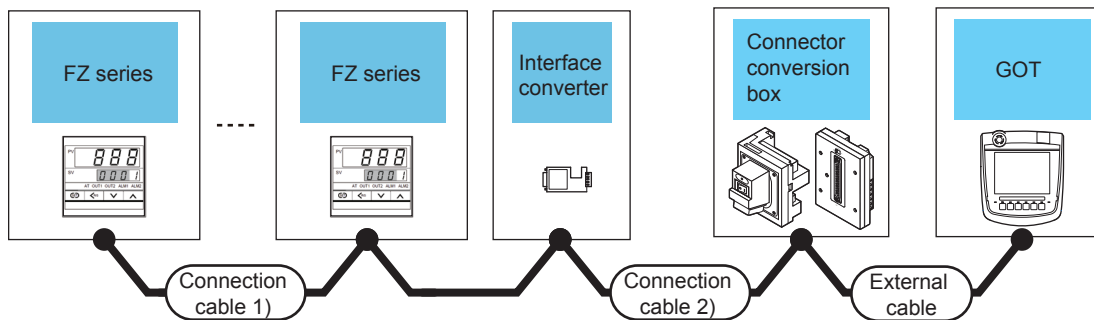 FZ series
FZ series
Interface
converter
Connector
conversion
box
GOT
PV
888
SV
0001
AT OUT1 OUT2 ALM1 ALM2
PV
888
SV
0001
AT OUT1 OUT2 ALM1 ALM2
Connection
cable 1)
Connection
cable 2)
External
cable